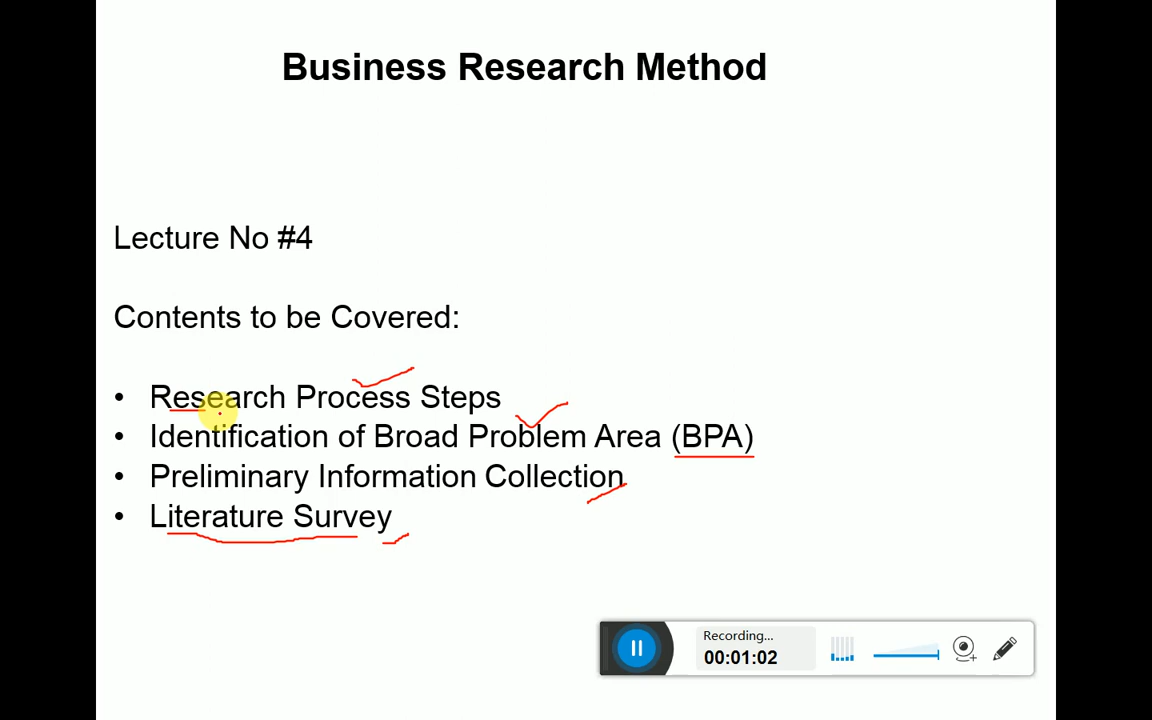 Business Research Method
Lecture No #4
Contents to be Covered:
• Research Process Steps
• Identification of Broad Problem Area (BPA)
• Preliminary Information Collection
• Literature Survey
Recording...
00:01:02